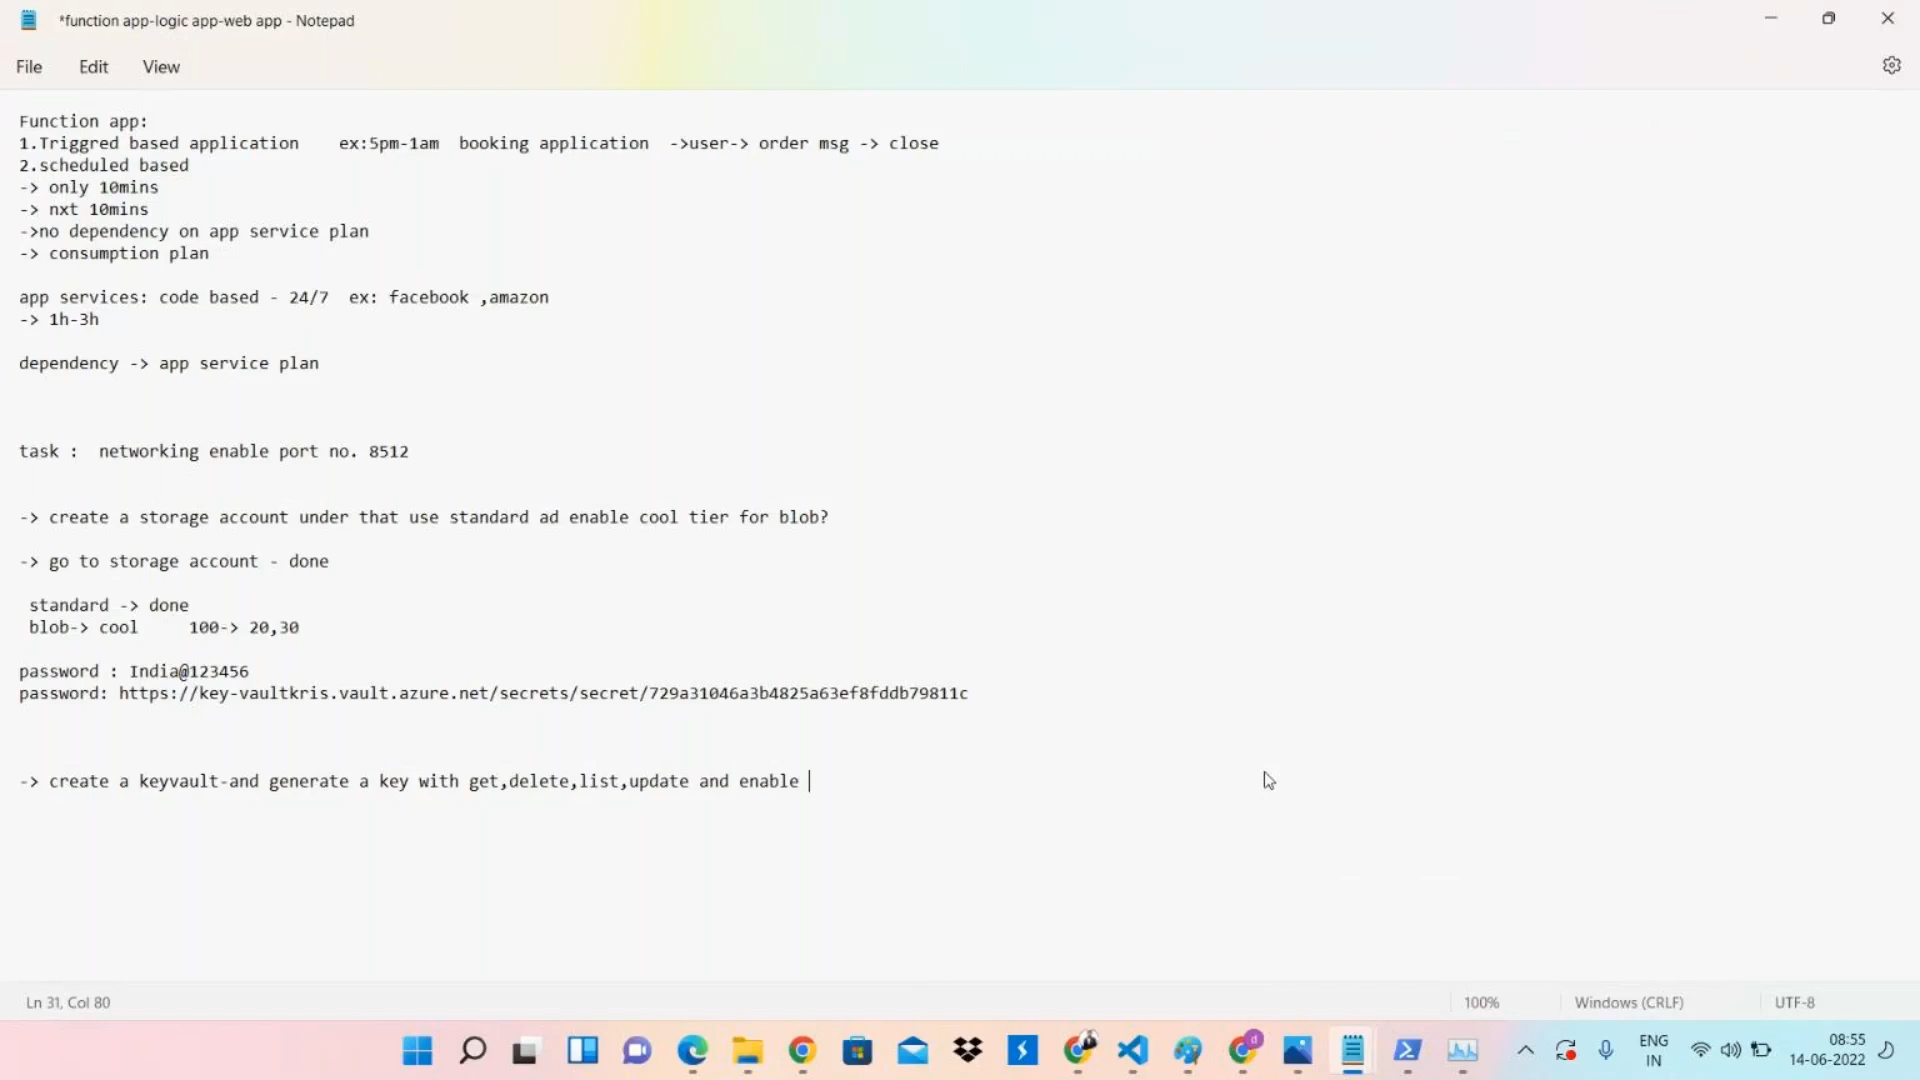 *function app-logic app-web app - Notepad
File Edit View
Function app:
1.Triggred based application    ex:5pm-1am  booking application  ->user-> order msg -> close
2.scheduled based
-> only 10mins
-> nxt 10mins
->no dependency on app service plan
-> consumption plan
app services: code based - 24/7  ex: facebook ,amazon
-> 1h-3h
dependency -> app service plan
task :  networking enable port no. 8512
-> create a storage account under that use standard ad enable cool tier for blob?
-> go to storage account - done
standard -> done
blob-> cool     100-> 20,30
password : India@123456
password: https://key-vaultkris.vault.azure.net/secrets/secret/729a31046a3b4825a63ef8fddb79811c
-> create a keyvault-and generate a key with get,delete,list,update and enable
Ln 31, Col 80 100% Windows (CRLF) UTF-8
ENG 08:55
IN 14-06-2022